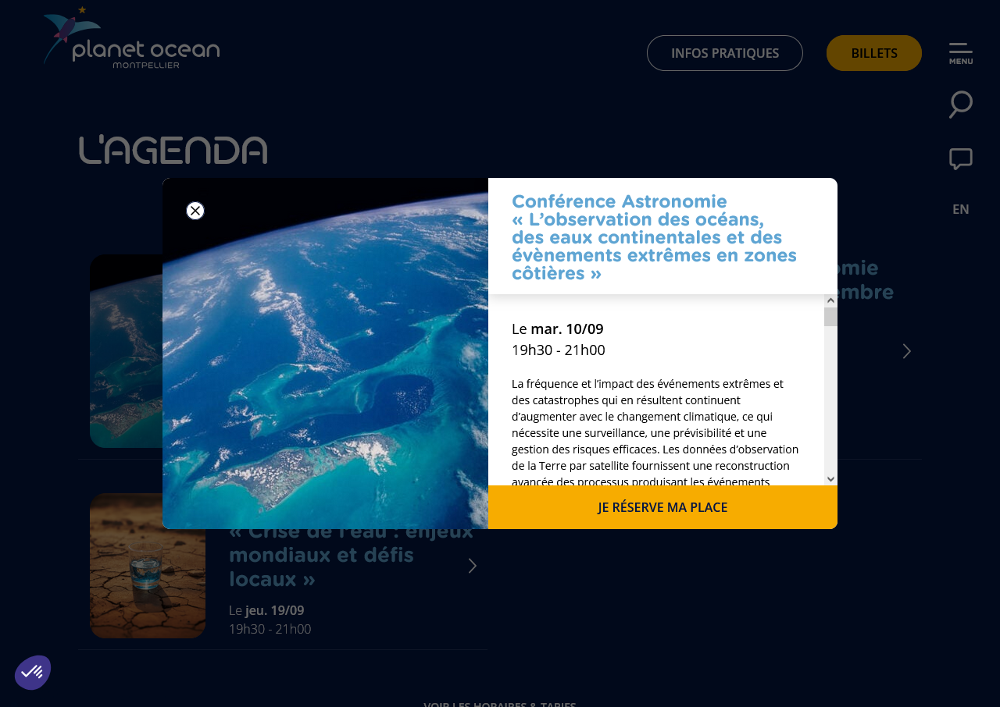 planet ocean
MONTPELLIER
INFOS PRATIQUES
BILLETS
MENU
L'AGENDA
EN
Conférence Astronomie
« L’observation des océans,
des eaux continentales et des
évènements extrêmes en zones
côtières »
Le mar. 10/09
19h30 - 21h00
La fréquence et l’impact des événements extrêmes et
des catastrophes qui en résultent continuent
d’augmenter avec le changement climatique, ce qui
nécessite une surveillance, une prévisibilité et une
gestion des risques efficaces. Les données d’observation
de la Terre par satellite fournissent une reconstruction
avancée des processus produisant les événements
JE RÉSERVE MA PLACE
« Crise de l'eau : enjeux
mondiaux et défis
locaux »
Le jeu. 19/09
19h30 - 21h00
VOIR LES HORAIRES & TARIFS